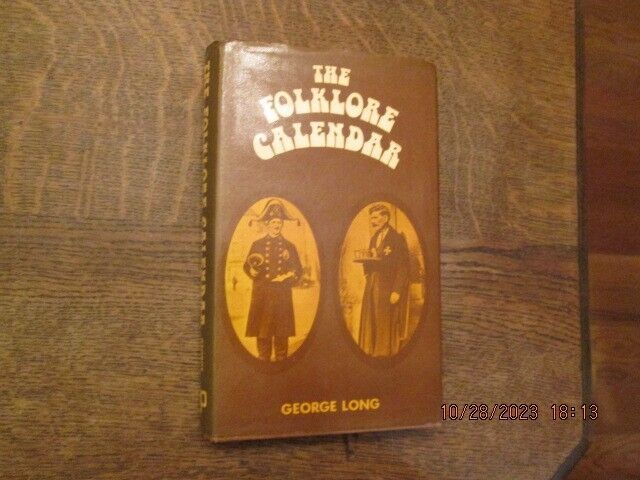 THE
FOLKLORE
CALENDAR
GEORGE LONG
THE FOLKLORE CALENDAR
10/28/2023 18:13